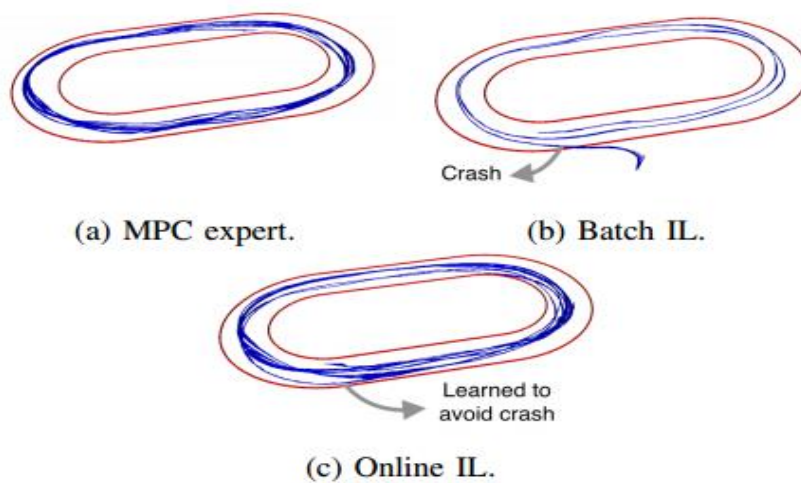 Crash
(a) MPC expert.
(b) Batch IL.
Learned to
avoid crash
(c) Online IL.